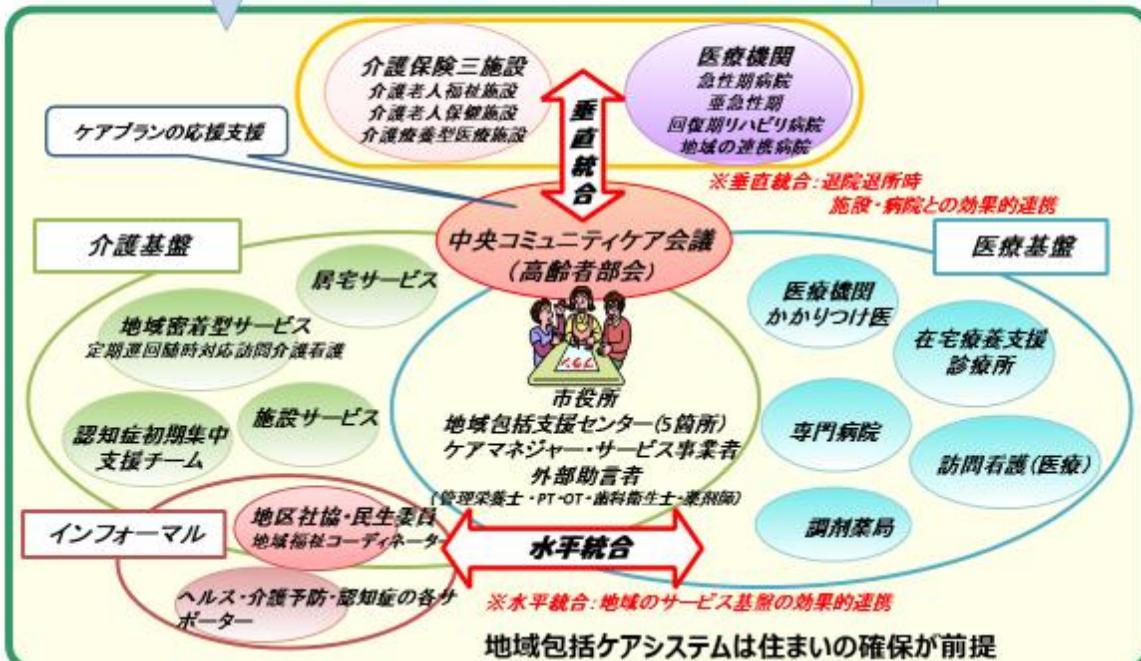 介護保険三施設
介護老人福祉施設
介護老人保健施設
介護療養型医療施設
医療機関
急性期病院
亜急性期
回復期リハビリ病院
地域の連携病院
ケアプランの応援支援
垂直統合
※垂直統合:退院退所時
施設・病院との効果的連携
中央コミュニティケア会議
(高齢者部会)
介護基盤
医療基盤
居宅サービス
地域密着型サービス
定期巡回随時対応訪問介護看護
認知症初期集中
支援チーム
施設サービス
医療機関
かかりつけ医
在宅療養支援
診療所
専門病院
訪問看護(医療)
調剤薬局
プラン
市役所
地域包括支援センター(5箇所)
ケアマネジャー・サービス事業者
外部助言者
(管理栄養士・PT・OT・歯科衛生士・薬剤師)
インフォーマル
地区社協・民生委員
地域福祉コーディネーター
ヘルス・介護予防・認知症の各サ
ポーター
水平統合
※水平統合:地域のサービス基盤の効果的連携
地域包括ケアシステムは住まいの確保が前提